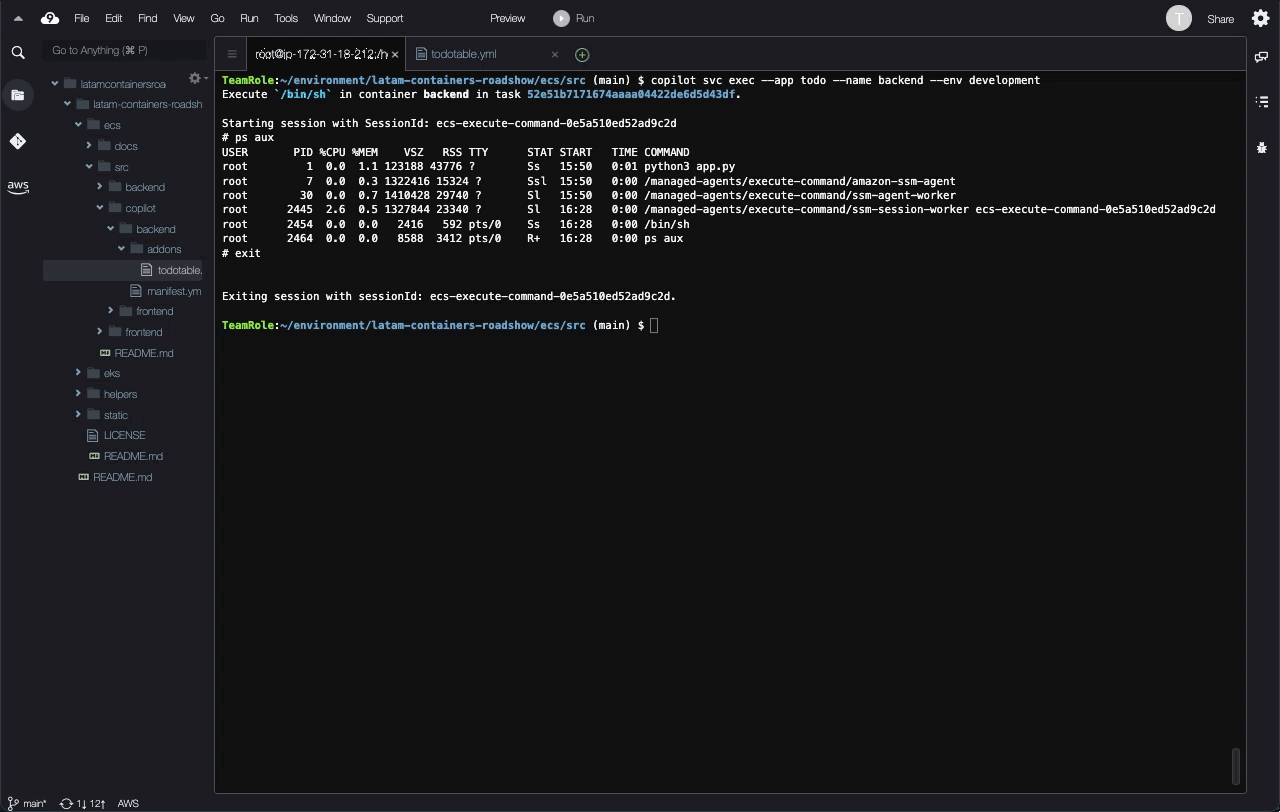 9 File Edit Find View Go Run Tools Window Support Preview Run T Share
Go to Anything (⌘ P)
root@ip-172-31-18-212:/h × todotable.yml ×
latamcontainersroa
latam-containers-roadsh
ecs
docs
src
backend
copilot
backend
addons
todotable.
manifest.ym
frontend
frontend
README.md
eks
helpers
static
LICENSE
README.md
README.md
aws
TeamRole:~/environment/latam-containers-roadshow/ecs/src (main) $ copilot svc exec --app todo --name backend --env development
Execute `/bin/sh` in container backend in task 52e51b7171674aaaa04422de6d5d43df.
Starting session with SessionId: ecs-execute-command-0e5a510ed52ad9c2d
# ps aux
USER PID %CPU %MEM VSZ RSS TTY STAT START TIME COMMAND
root 1 0.0 1.1 123188 43776 ? Ss 15:50 0:01 python3 app.py
root 7 0.0 0.3 1322416 15324 ? Ssl 15:50 0:00 /managed-agents/execute-command/amazon-ssm-agent
root 30 0.0 0.7 1410428 29740 ? Sl 15:50 0:00 /managed-agents/execute-command/ssm-agent-worker
root 2445 2.6 0.5 1327844 23340 ? Sl 16:28 0:00 /managed-agents/execute-command/ssm-session-worker ecs-execute-command-0e5a510ed52ad9c2d
root 2454 0.0 0.0 2416 592 pts/0 Ss 16:28 0:00 /bin/sh
root 2464 0.0 0.0 8588 3412 pts/0 R+ 16:28 0:00 ps aux
# exit
Exiting session with sessionId: ecs-execute-command-0e5a510ed52ad9c2d.
TeamRole:~/environment/latam-containers-roadshow/ecs/src (main) $
main* 1↓ 12↑ AWS